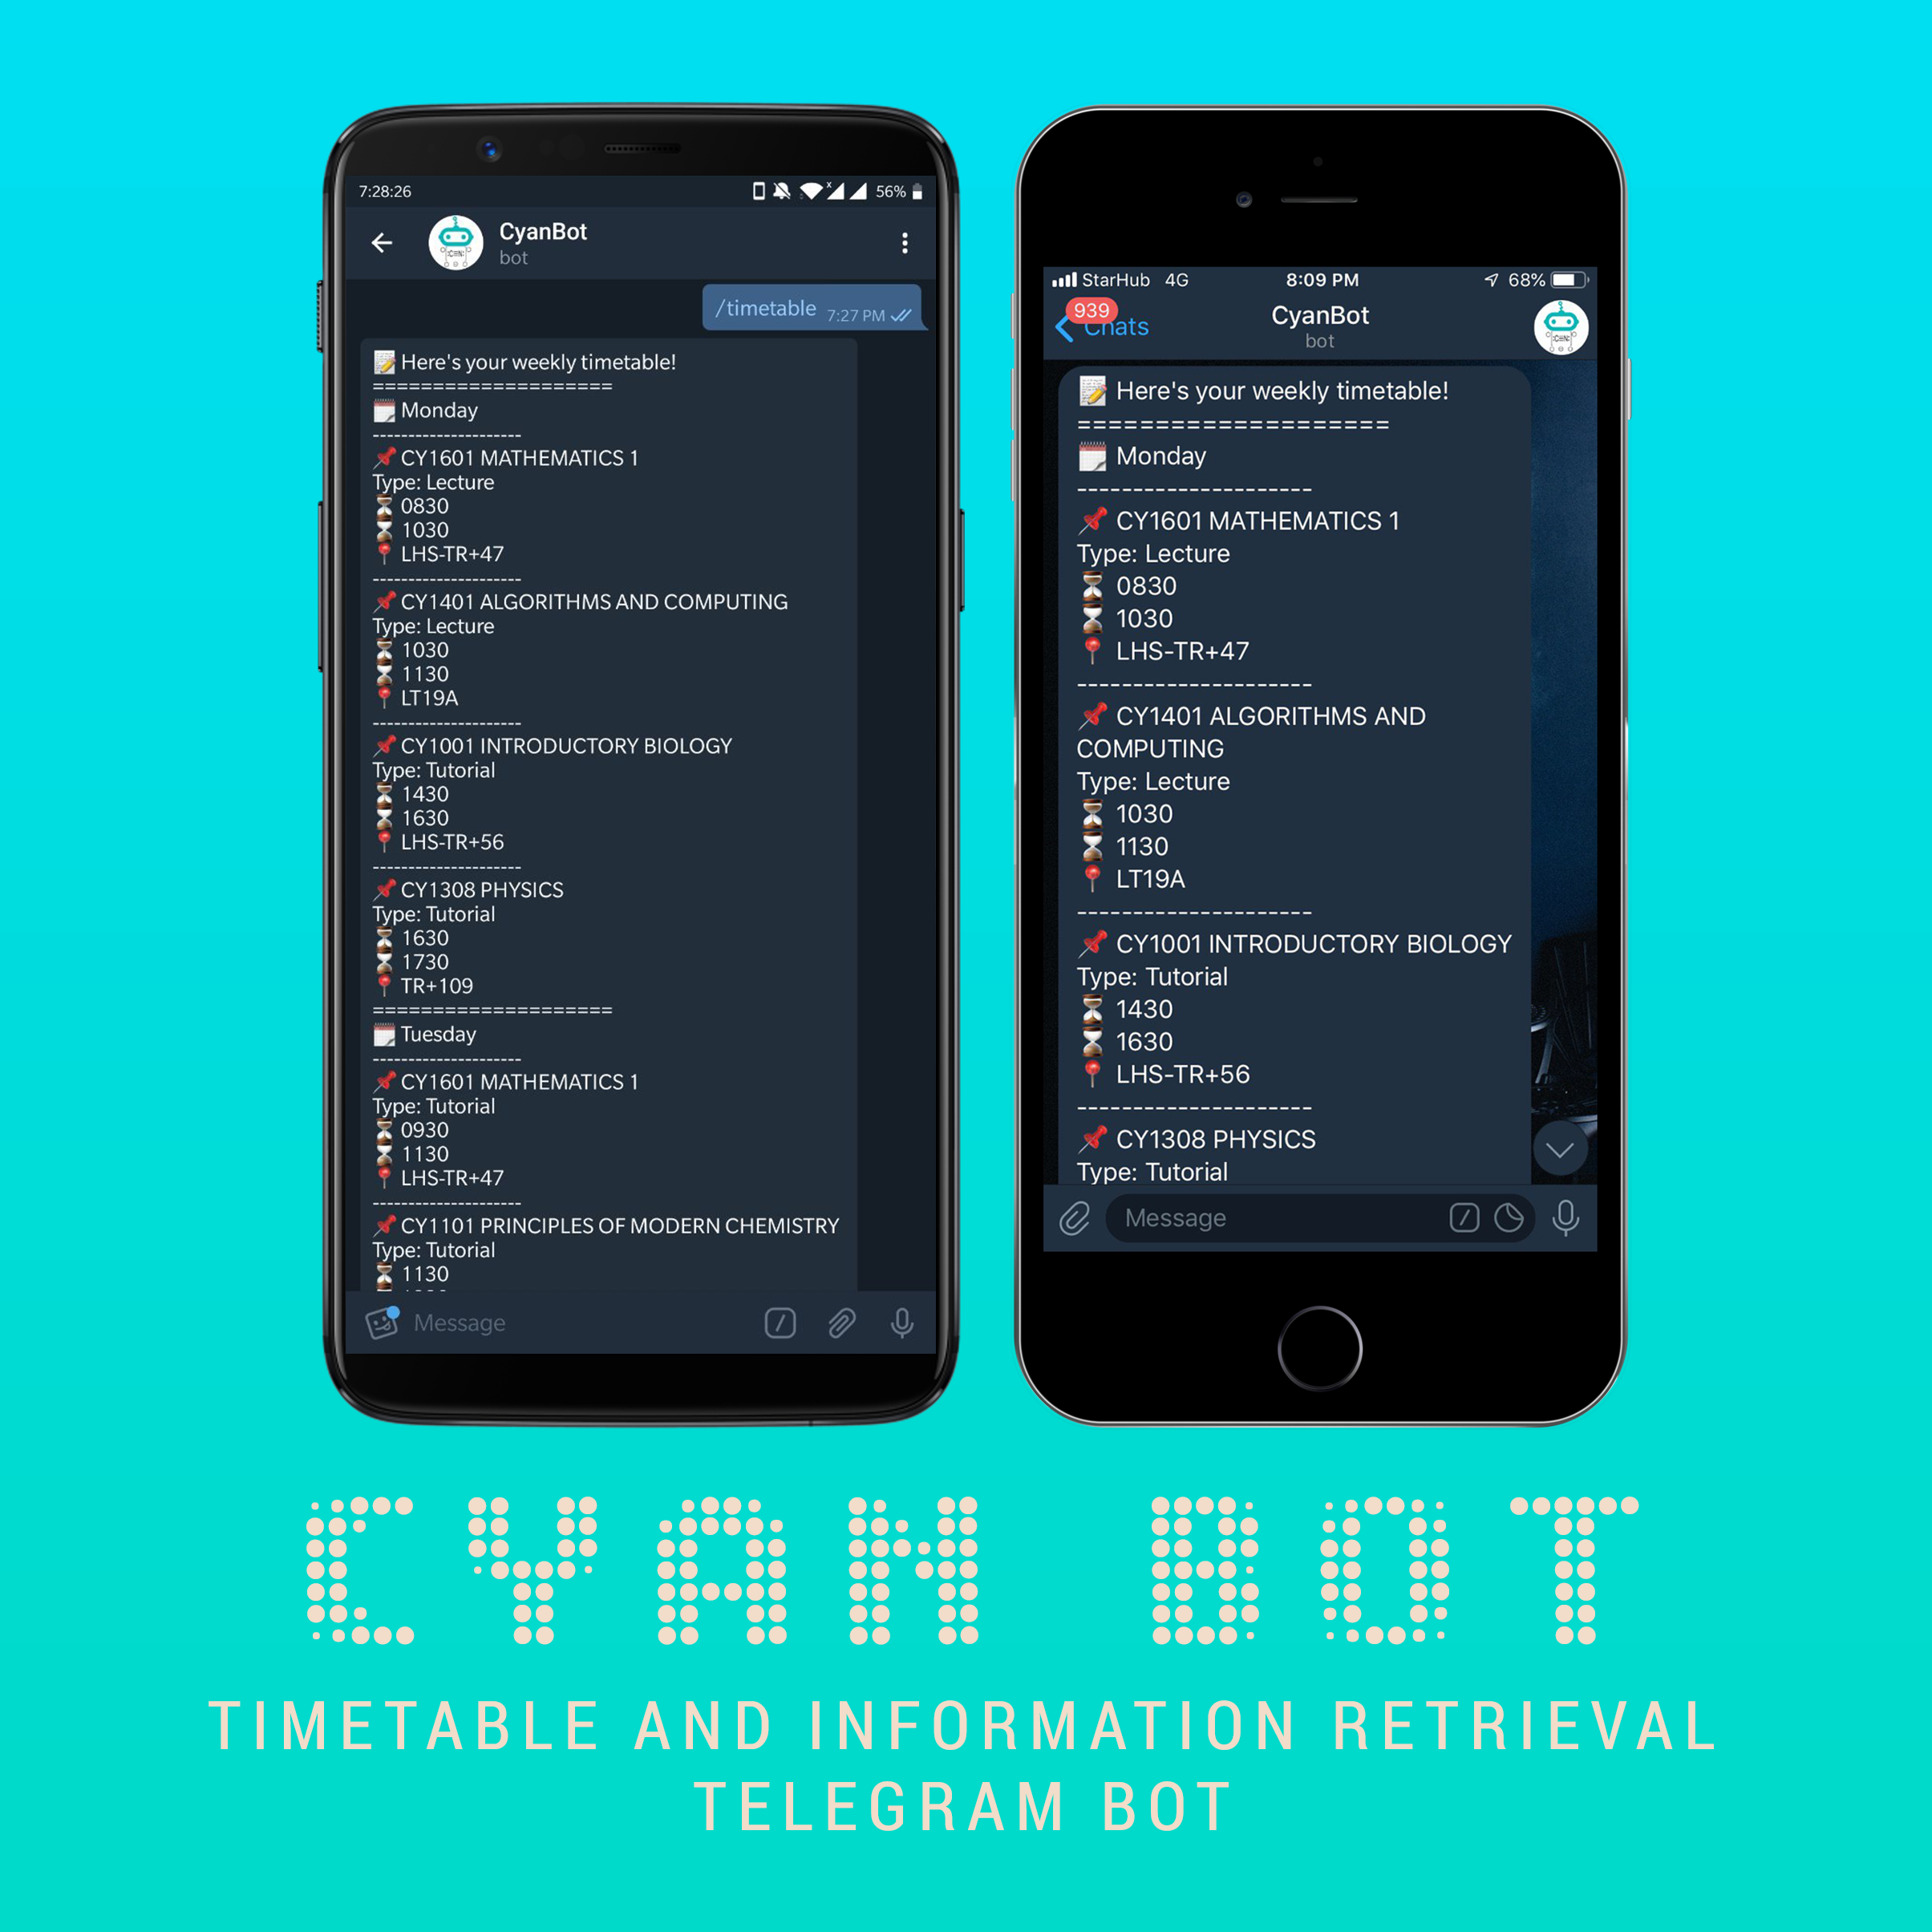 7:28:26
56%
CyanBot
bot
/timetable 7:27 PM
Here's your weekly timetable!
====================
Monday
---------------------
CY1601 MATHEMATICS 1
Type: Lecture
0830
1030
LHS-TR+47
---------------------
CY1401 ALGORITHMS AND COMPUTING
Type: Lecture
1030
1130
LT19A
---------------------
CY1001 INTRODUCTORY BIOLOGY
Type: Tutorial
1430
1630
LHS-TR+56
---------------------
CY1308 PHYSICS
Type: Tutorial
1630
1730
TR+109
====================
Tuesday
---------------------
CY1601 MATHEMATICS 1
Type: Tutorial
0930
1130
LHS-TR+47
---------------------
CY1101 PRINCIPLES OF MODERN CHEMISTRY
Type: Tutorial
1130
Message
StarHub 4G 8:09 PM 68%
939
Chats
CyanBot
bot
Here's your weekly timetable!
====================
Monday
---------------------
CY1601 MATHEMATICS 1
Type: Lecture
0830
1030
LHS-TR+47
---------------------
CY1401 ALGORITHMS AND
COMPUTING
Type: Lecture
1030
1130
LT19A
---------------------
CY1001 INTRODUCTORY BIOLOGY
Type: Tutorial
1430
1630
LHS-TR+56
---------------------
CY1308 PHYSICS
Type: Tutorial
Message
CYAN BOT
TIMETABLE AND INFORMATION RETRIEVAL
TELEGRAM BOT